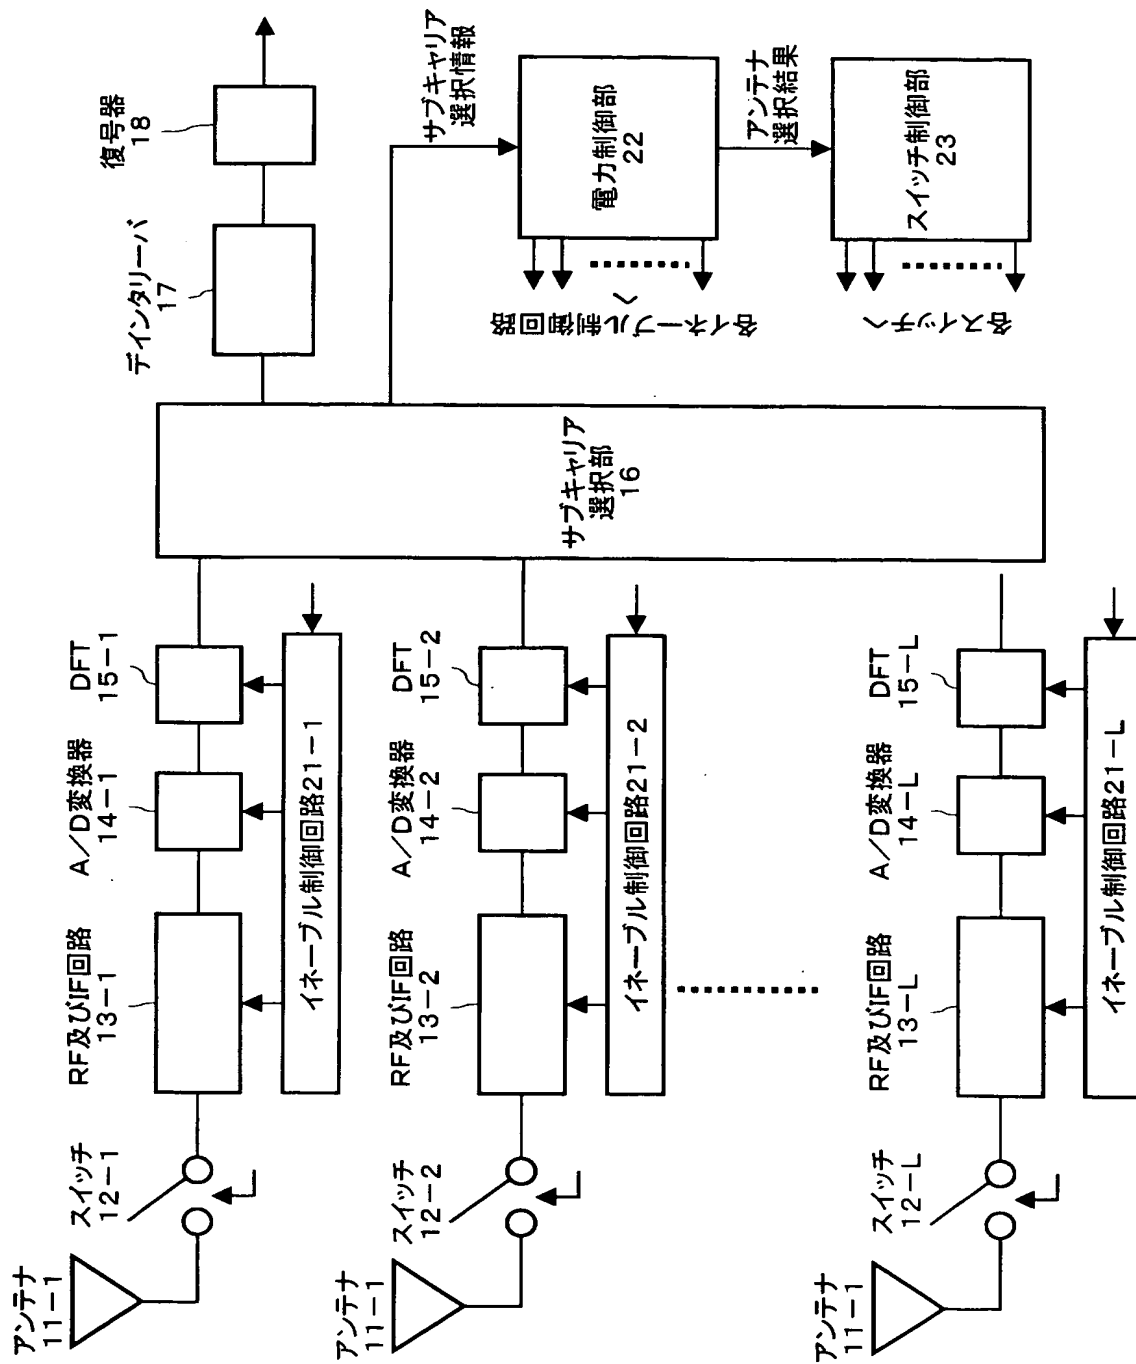 アンテナ
11-1
スイッチ
12-1
RF及びIF回路
13-1
A/D変換器
14-1
DFT
15-1
イネーブル制御回路21-1
アンテナ
11-1
スイッチ
12-2
RF及びIF回路
13-2
A/D変換器
14-2
DFT
15-2
イネーブル制御回路21-2
アンテナ
11-1
スイッチ
12-L
RF及びIF回路
13-L
A/D変換器
14-L
DFT
15-L
イネーブル制御回路21-L
サブキャリア
選択部
16
デインタリーバ
17
復号器
18
サブキャリア
選択情報
電力制御部
22
各イネーブル制御回路
へ
アンテナ
選択結果
スイッチ制御部
23
各スイッチへ